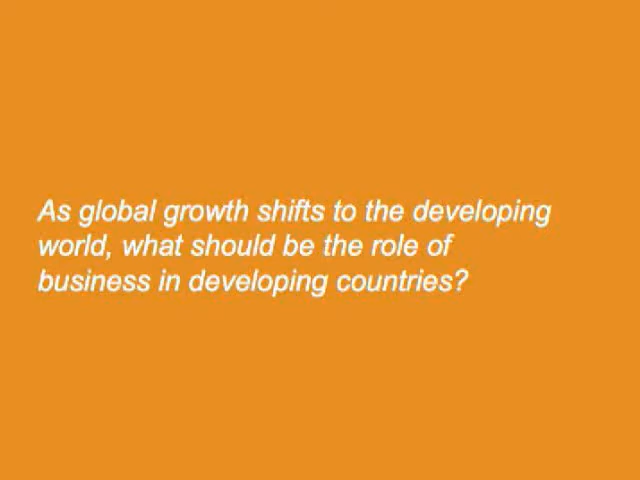 As global growth shifts to the developing
world, what should be the role of
business in developing countries?